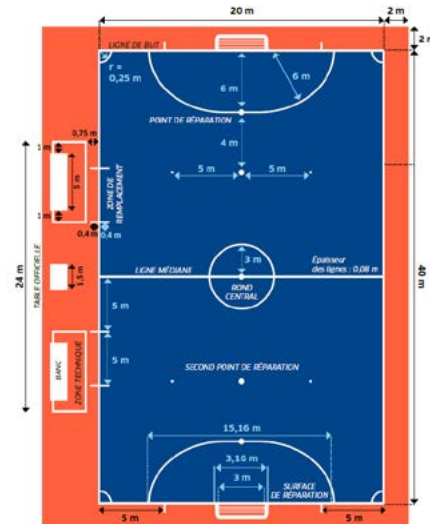 20 m
2 m
2 m
LIGNE DE BUT
r =
0,25 m
6 m
6 m
POINT DE RÉPARATION
4 m
0,75 m
1 m
5 m
1 m
5 m
5 m
ZONE DE
REMPLACEMENT
0,4 m
0,4 m
3 m
LIGNE MÉDIANE
Épaisseur
des lignes : 0,08 m
ROND
CENTRAL
24 m
TABLE OFFICIELLE
1,5 m
40 m
5 m
5 m
BANC
ZONE TECHNIQUE
SECOND POINT DE RÉPARATION
15,16 m
3,16 m
3 m
SURFACE
DE RÉPARATION
5 m
5 m